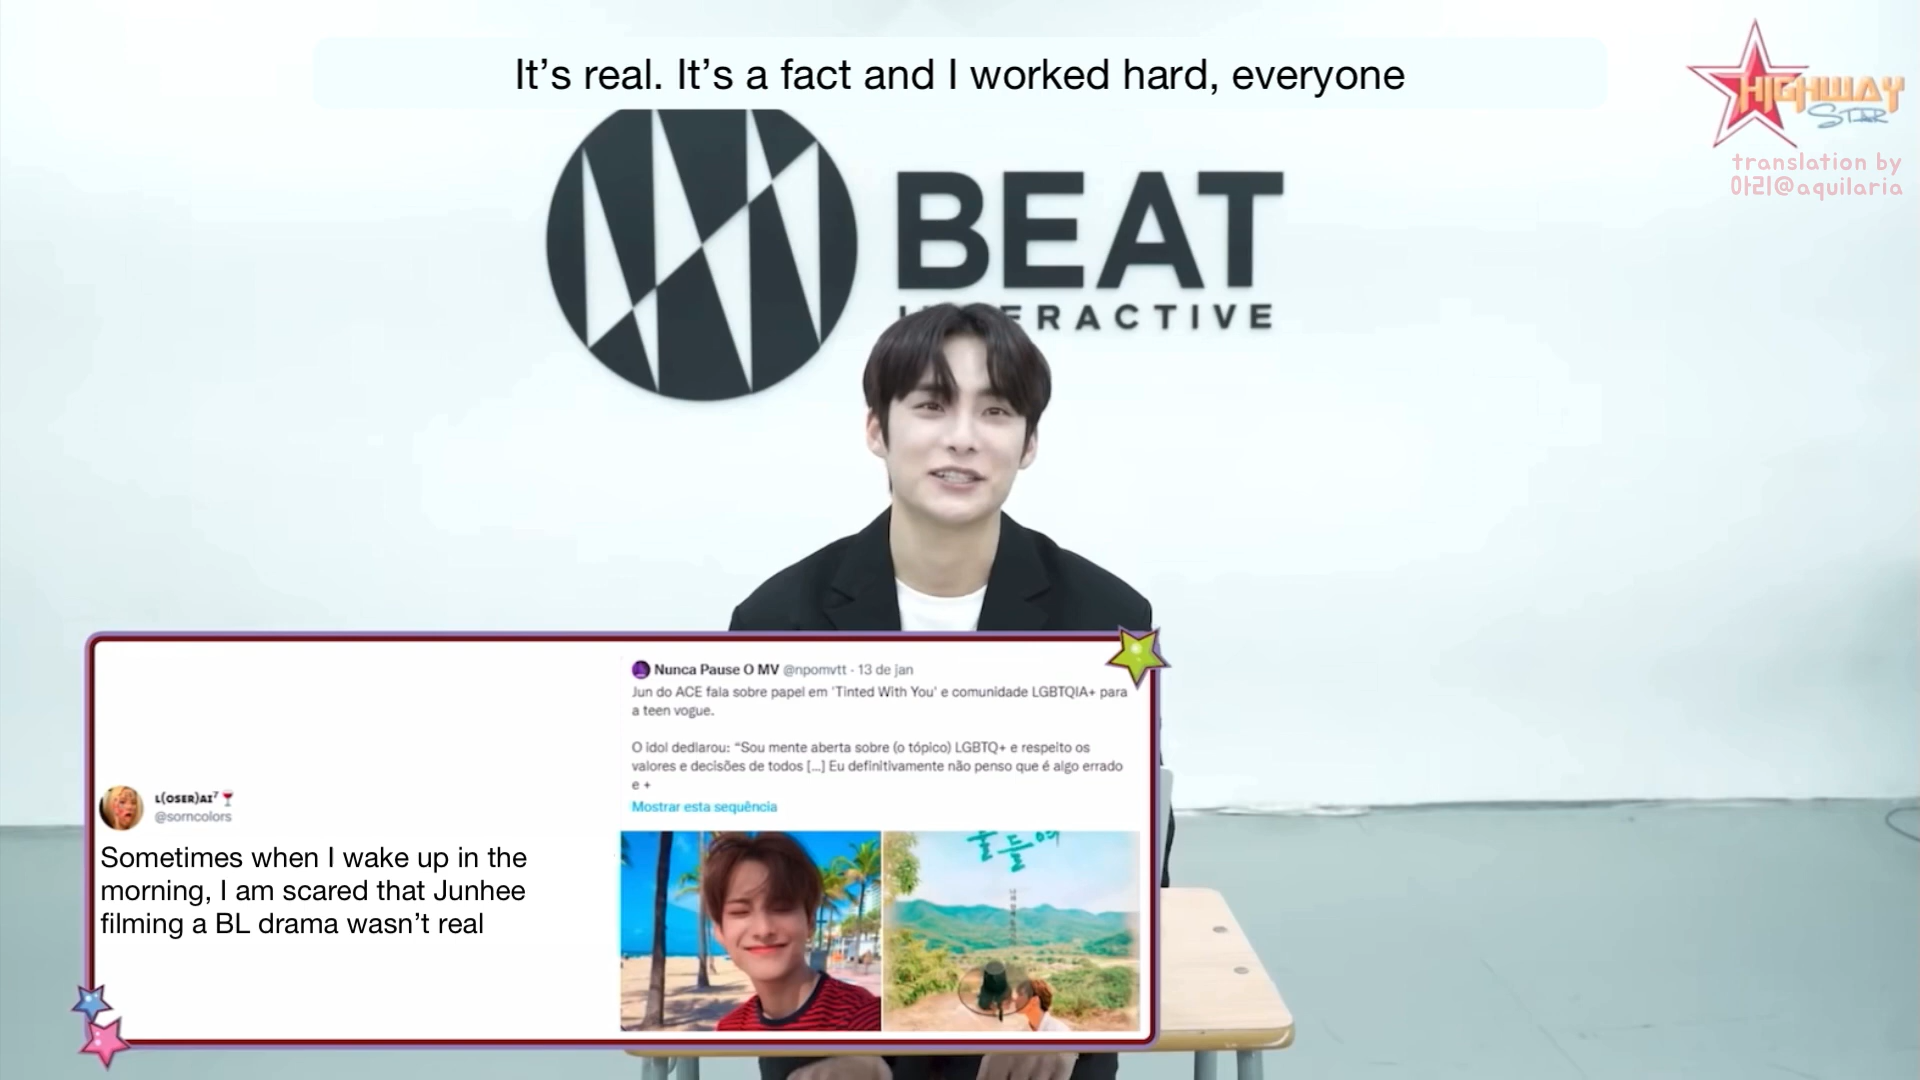 It's real. It's a fact and I worked hard, everyone
HIGHWAY
STAR
translation by
아리@aquilaria
BEAT
ERACTIVE
Nunca Pause O MV @npomvtt · 13 de jan
Jun do ACE fala sobre papel em 'Tinted With You' e comunidade LGBTQIA+ para
a teen vogue.
O idol declarou: "Sou mente aberta sobre (o tópico) LGBTQ+ e respeito os
valores e decisões de todos [...] Eu definitivamente não penso que é algo errado
e +
Mostrar esta sequência
L(OSER)AI⁷🍷
@sorncolors
Sometimes when I wake up in the
morning, I am scared that Junhee
filming a BL drama wasn't real
물들여